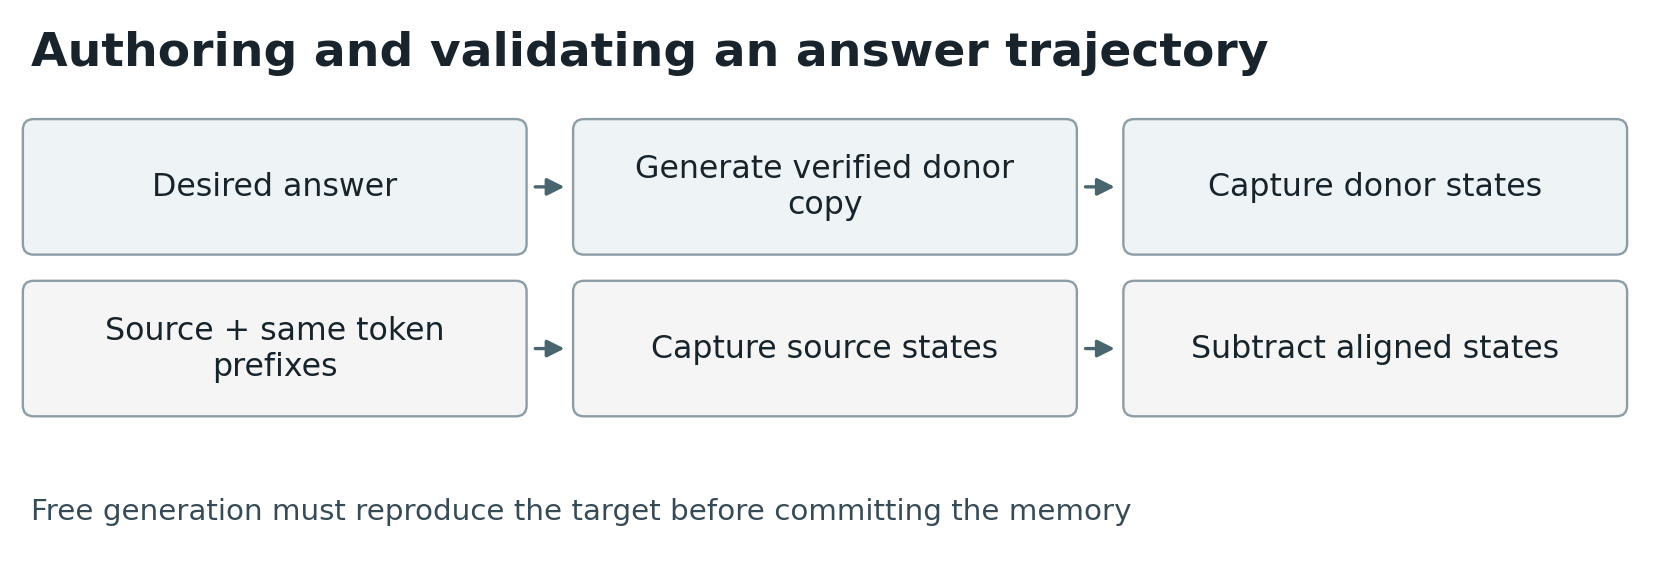 Authoring and validating an answer trajectory
Desired answer
Generate verified donor
copy
Capture donor states
Source + same token
prefixes
Capture source states
Subtract aligned states
Free generation must reproduce the target before committing the memory